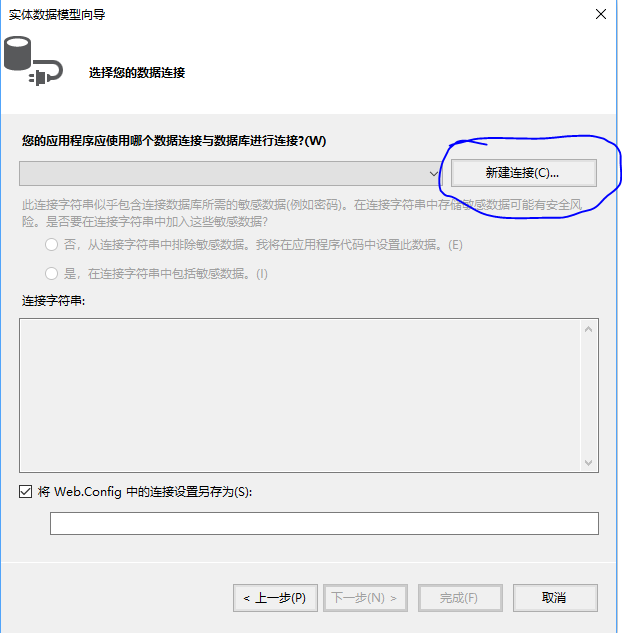 实体数据模型向导
选择您的数据连接
您的应用程序应使用哪个数据连接与数据库进行连接?(W)
新建连接(C)...
此连接字符串似乎包含连接数据库所需的敏感数据(例如密码)。在连接字符串中存储敏感数据可能有安全风
险。是否要在连接字符串中加入这些敏感数据?
否，从连接字符串中排除敏感数据。我将在应用程序代码中设置此数据。(E)
是，在连接字符串中包括敏感数据。(I)
连接字符串:
将 Web.Config 中的连接设置另存为(S):
< 上一步(P)
下一步(N) >
完成(F)
取消